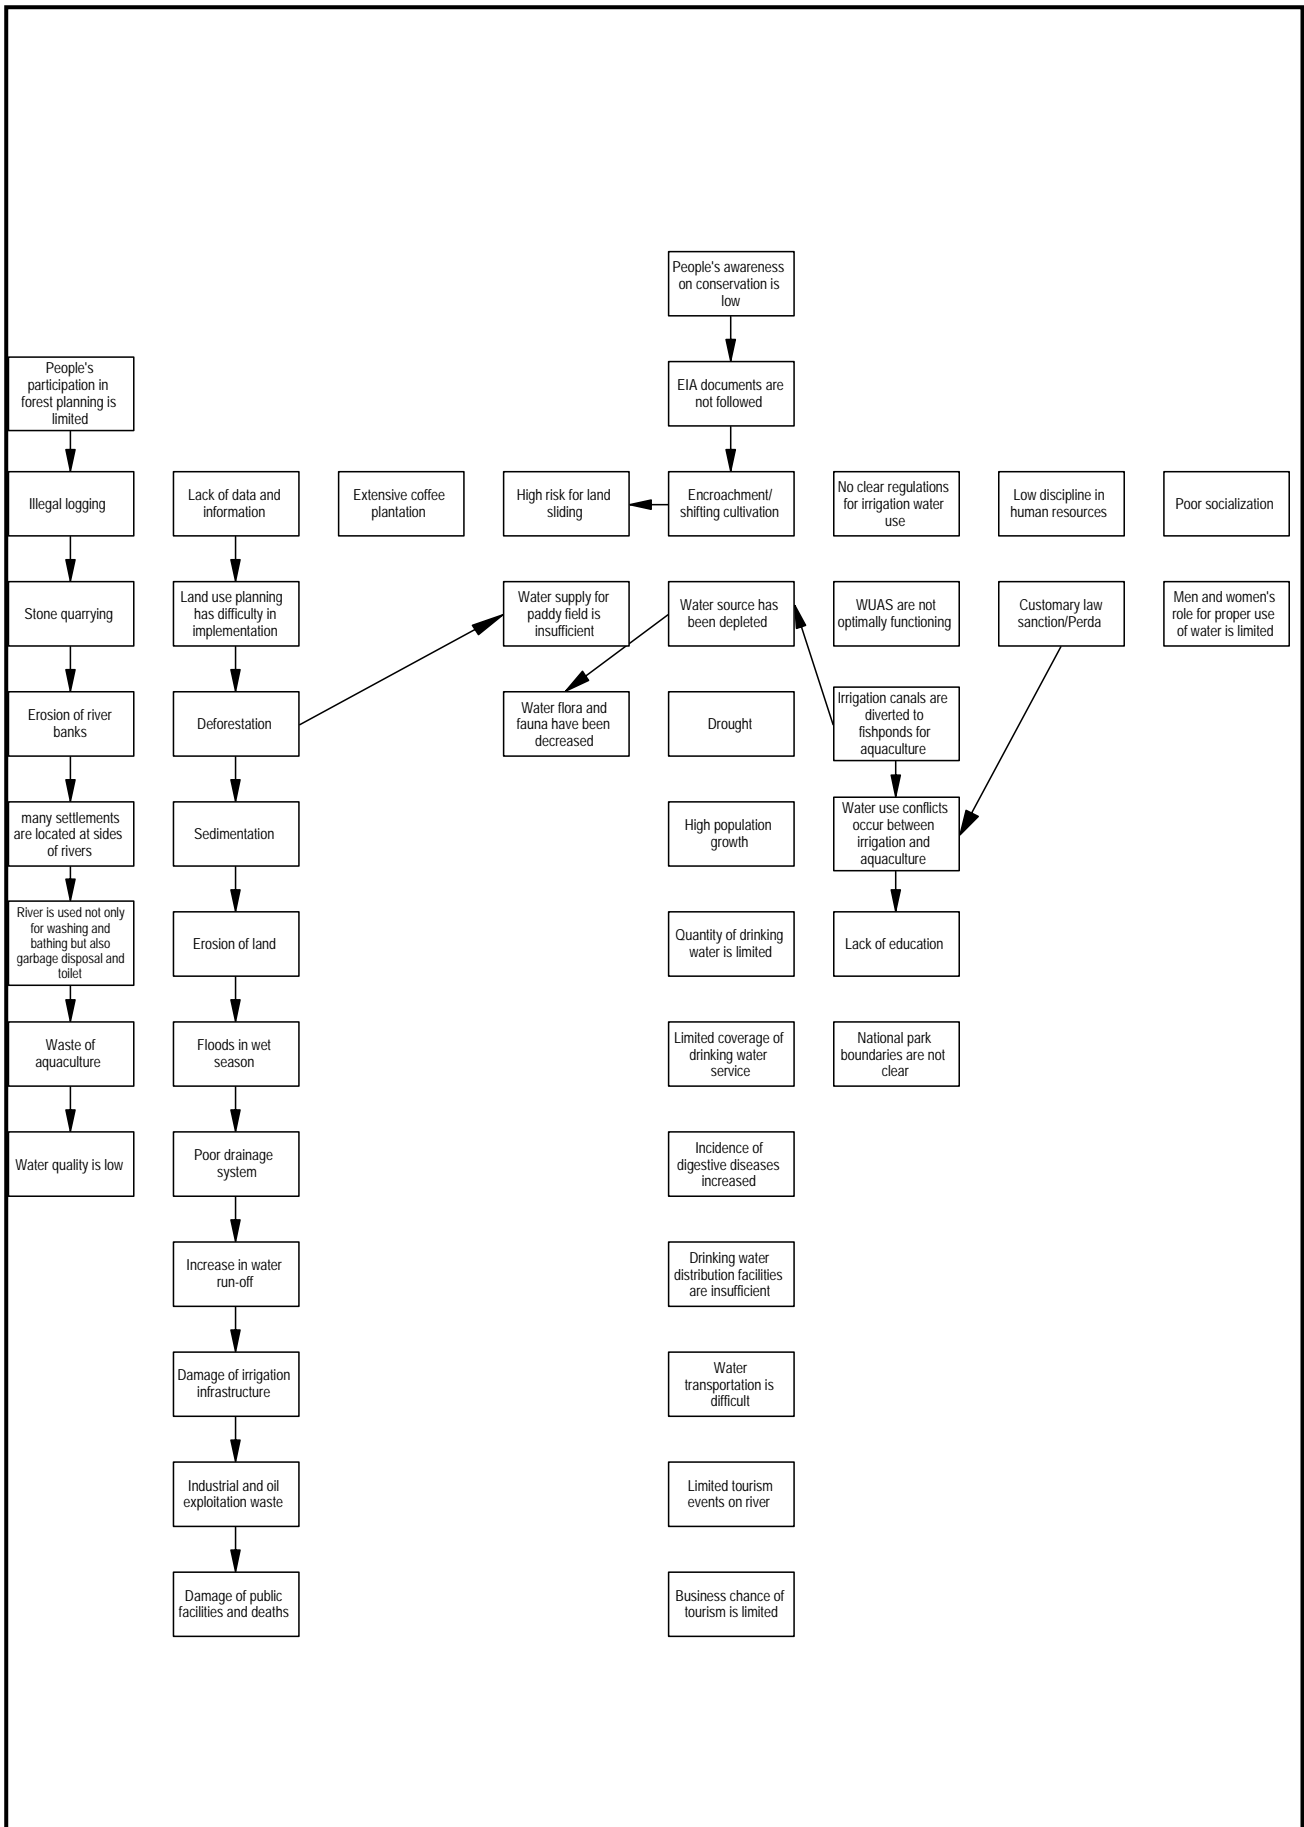 People's awareness
on conservation is
low
People's
participation in
forest planning is
limited
EIA documents are
not followed
Illegal logging
Lack of data and
information
Extensive coffee
plantation
High risk for land
sliding
Encroachment/
shifting cultivation
No clear regulations
for irrigation water
use
Low discipline in
human resources
Poor socialization
Stone quarrying
Land use planning
has difficulty in
implementation
Water supply for
paddy field is
insufficient
Water source has
been depleted
WUAS are not
optimally functioning
Customary law
sanction/Perda
Men and women's
role for proper use
of water is limited
Erosion of river
banks
Deforestation
Water flora and
fauna have been
decreased
Drought
Irrigation canals are
diverted to
fishponds for
aquaculture
many settlements
are located at sides
of rivers
Sedimentation
High population
growth
Water use conflicts
occur between
irrigation and
aquaculture
River is used not only
for washing and
bathing but also
garbage disposal and
toilet
Erosion of land
Quantity of drinking
water is limited
Lack of education
Waste of
aquaculture
Floods in wet
season
Limited coverage of
drinking water
service
National park
boundaries are not
clear
Water quality is low
Poor drainage
system
Incidence of
digestive diseases
increased
Increase in water
run-off
Drinking water
distribution facilities
are insufficient
Damage of irrigation
infrastructure
Water
transportation is
difficult
Industrial and oil
exploitation waste
Limited tourism
events on river
Damage of public
facilities and deaths
Business chance of
tourism is limited